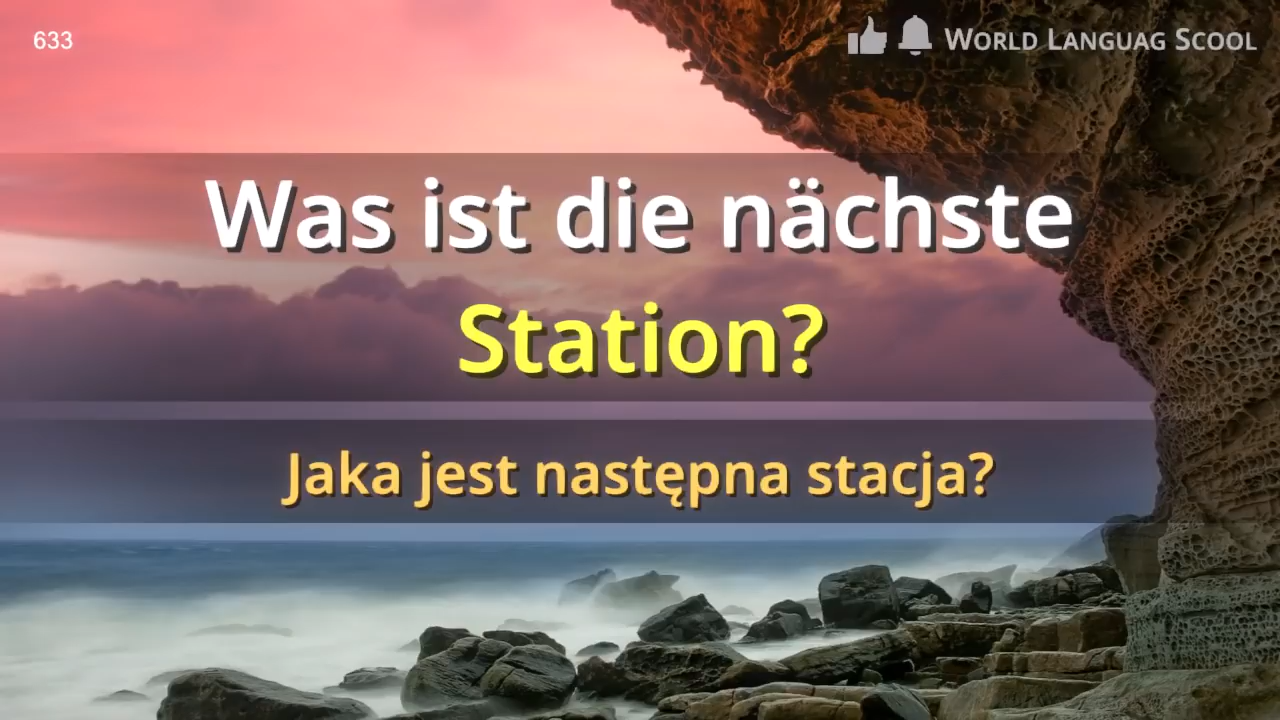 633
World Languag Scool
Was ist die nächste
Station?
Jaka jest następna stacja?